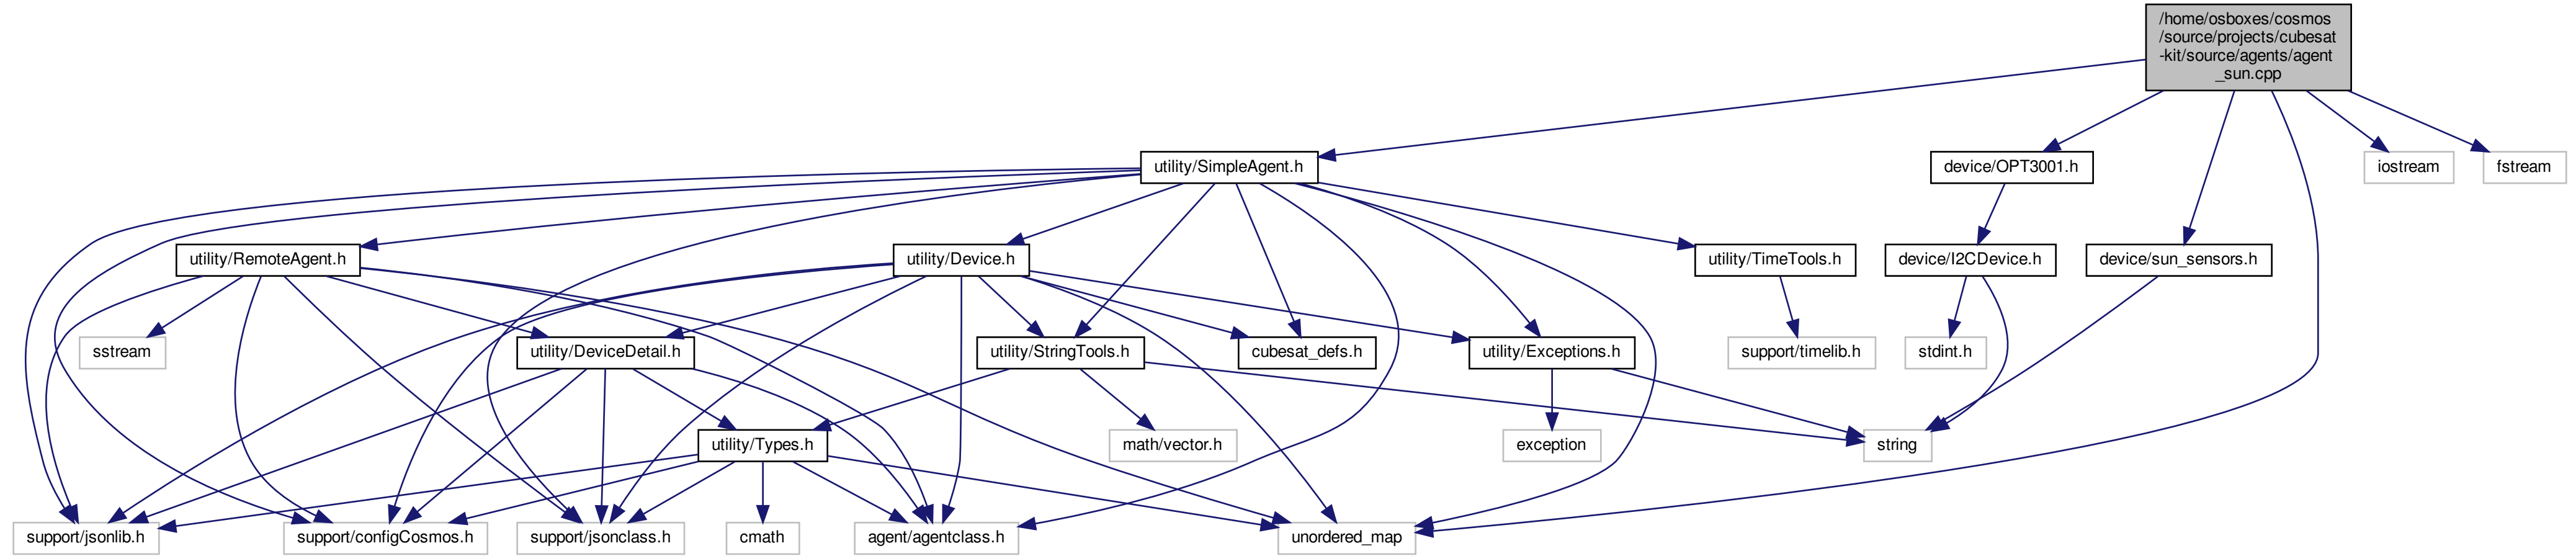 /home/osboxes/cosmos
/source/projects/cubesat
-kit/source/agents/agent
_sun.cpp
utility/SimpleAgent.h
device/OPT3001.h
iostream
fstream
utility/RemoteAgent.h
utility/Device.h
utility/TimeTools.h
device/I2CDevice.h
device/sun_sensors.h
sstream
utility/DeviceDetail.h
utility/StringTools.h
cubesat_defs.h
utility/Exceptions.h
support/timelib.h
stdint.h
utility/Types.h
math/vector.h
exception
string
support/jsonlib.h
support/configCosmos.h
support/jsonclass.h
cmath
agent/agentclass.h
unordered_map